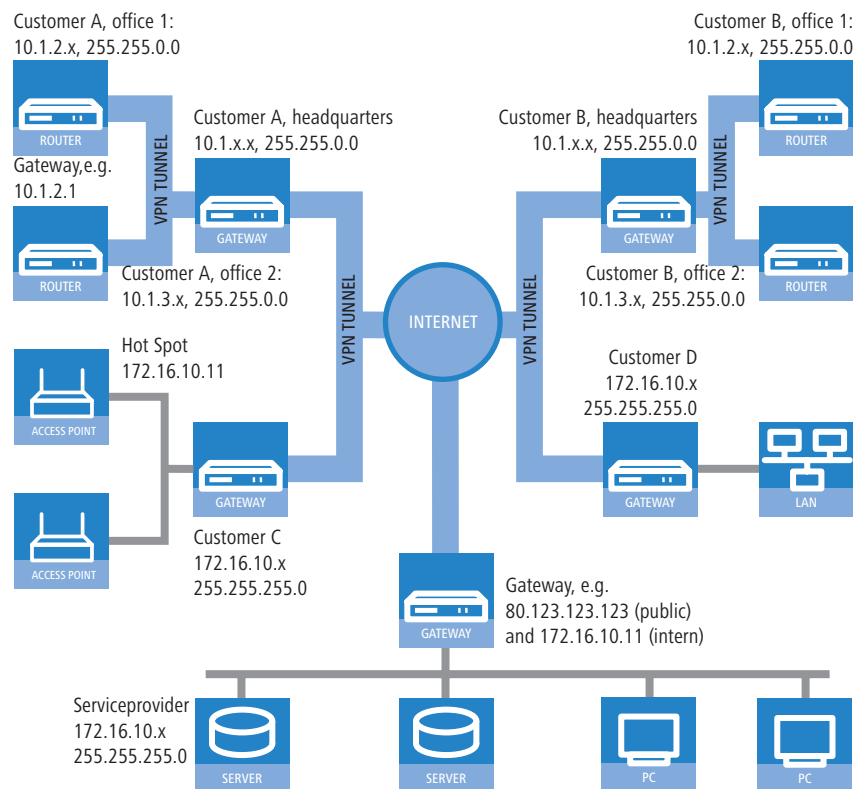 Customer A, office 1:
10.1.2.x, 255.255.0.0
ROUTER
Gateway,e.g.
10.1.2.1
ROUTER
VPN TUNNEL
Customer A, headquarters
10.1.x.x, 255.255.0.0
GATEWAY
Customer A, office 2:
10.1.3.x, 255.255.0.0
VPN TUNNEL
INTERNET
VPN TUNNEL
Customer B, headquarters
10.1.x.x, 255.255.0.0
GATEWAY
VPN TUNNEL
Customer B, office 1:
10.1.2.x, 255.255.0.0
ROUTER
Customer B, office 2:
10.1.3.x, 255.255.0.0
ROUTER
Hot Spot
172.16.10.11
ACCESS POINT
ACCESS POINT
GATEWAY
Customer C
172.16.10.x
255.255.255.0
Customer D
172.16.10.x
255.255.255.0
GATEWAY
LAN
Gateway, e.g.
80.123.123.123 (public)
and 172.16.10.11 (intern)
GATEWAY
Serviceprovider
172.16.10.x
255.255.255.0
SERVER
SERVER
PC
PC